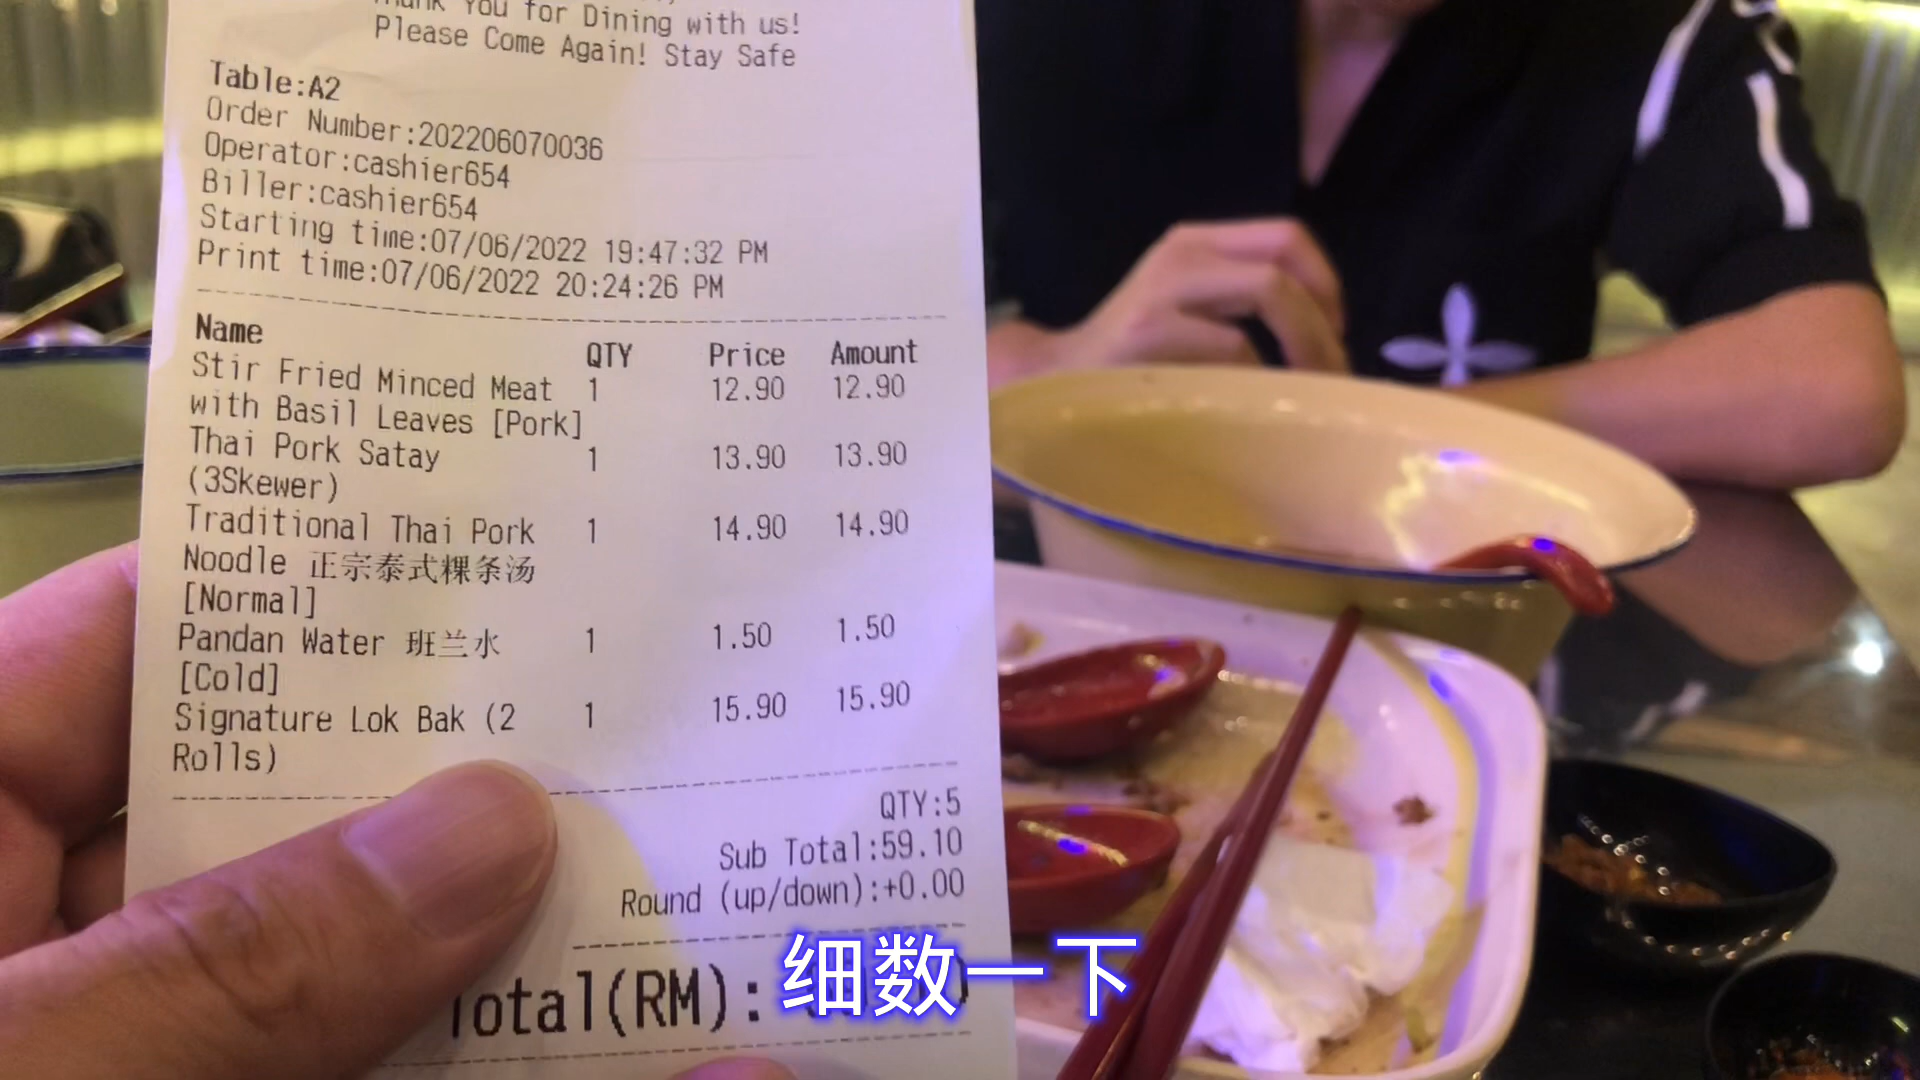 You for Dining with us!
Please Come Again! Stay Safe
Table:A2
Order Number:202206070036
Operator:cashier654
Biller:cashier654
Starting time:07/06/2022 19:47:32 PM
Print time:07/06/2022 20:24:26 PM
Name QTY Price Amount
Stir Fried Minced Meat 1 12.90 12.90
with Basil Leaves [Pork]
Thai Pork Satay 1 13.90 13.90
(3Skewer)
Traditional Thai Pork 1 14.90 14.90
Noodle 正宗泰式粿条汤
[Normal]
Pandan Water 班兰水 1 1.50 1.50
[Cold]
Signature Lok Bak (2 1 15.90 15.90
Rolls)
QTY:5
Sub Total:59.10
Round (up/down):+0.00
Total(RM):
细数一下